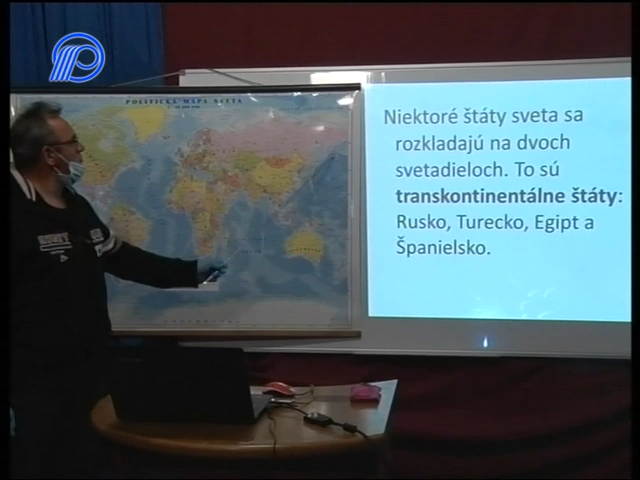 POLITICKÁ MAPA SVETA
Niektoré štáty sveta sa
rozkladajú na dvoch
svetadieloch. To sú
transkontinentálne štáty:
Rusko, Turecko, Egipt a
Španielsko.